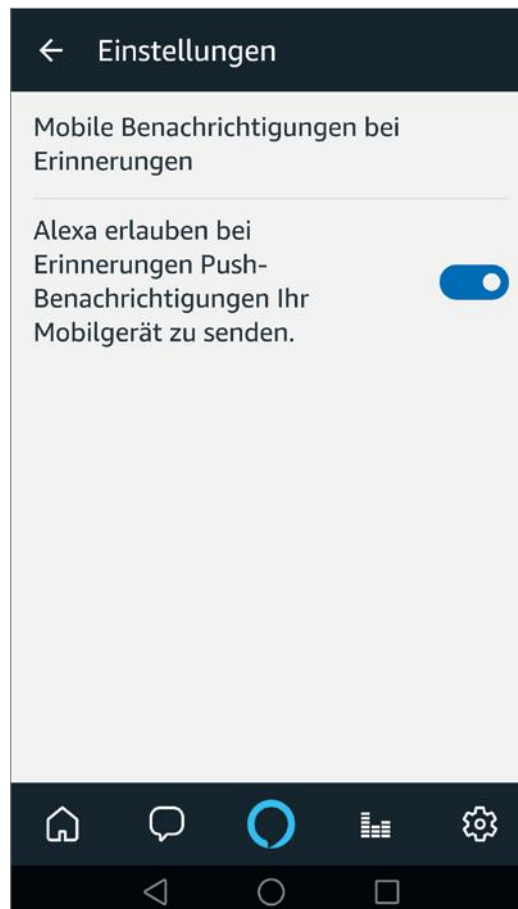 Einstellungen
Mobile Benachrichtigungen bei
Erinnerungen
Alexa erlauben bei
Erinnerungen Push-
Benachrichtigungen Ihr
Mobilgerät zu senden.